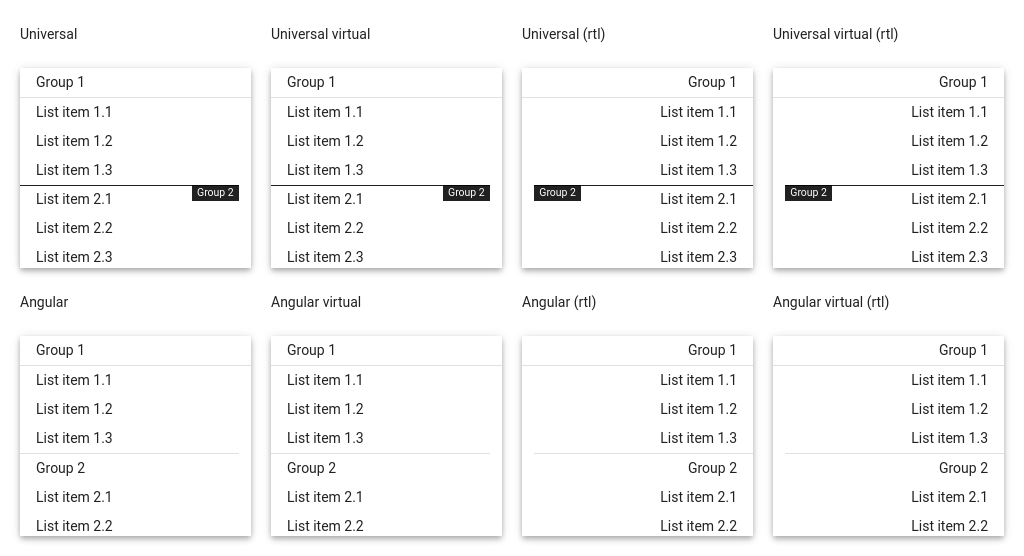 Universal
Group 1
List item 1.1
List item 1.2
List item 1.3
Group 2
List item 2.1
List item 2.2
List item 2.3
Universal virtual
Group 1
List item 1.1
List item 1.2
List item 1.3
Group 2
List item 2.1
List item 2.2
List item 2.3
Universal (rtl)
Group 1
List item 1.1
List item 1.2
List item 1.3
Group 2
List item 2.1
List item 2.2
List item 2.3
Universal virtual (rtl)
Group 1
List item 1.1
List item 1.2
List item 1.3
Group 2
List item 2.1
List item 2.2
List item 2.3
Angular
Group 1
List item 1.1
List item 1.2
List item 1.3
Group 2
List item 2.1
List item 2.2
Angular virtual
Group 1
List item 1.1
List item 1.2
List item 1.3
Group 2
List item 2.1
List item 2.2
Angular (rtl)
Group 1
List item 1.1
List item 1.2
List item 1.3
Group 2
List item 2.1
List item 2.2
Angular virtual (rtl)
Group 1
List item 1.1
List item 1.2
List item 1.3
Group 2
List item 2.1
List item 2.2